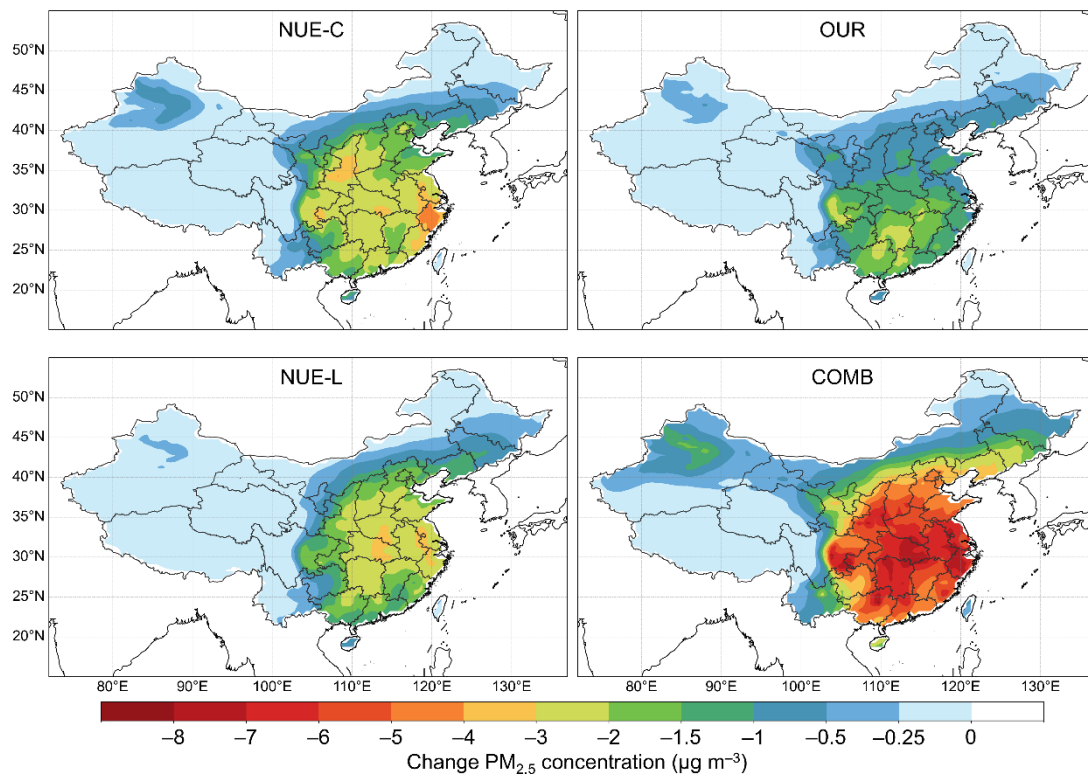 NUE-C
OUR
50°N
45°N
40°N
35°N
30°N
25°N
20°N
NUE-L
COMB
50°N
45°N
40°N
35°N
30°N
25°N
20°N
80°E 90°E 100°E 110°E 120°E 130°E 80°E 90°E 100°E 110°E 120°E 130°E
–8 –7 –6 –5 –4 –3 –2 –1.5 –1 –0.5 –0.25 0
Change PM₂.₅ concentration (µg m⁻³)